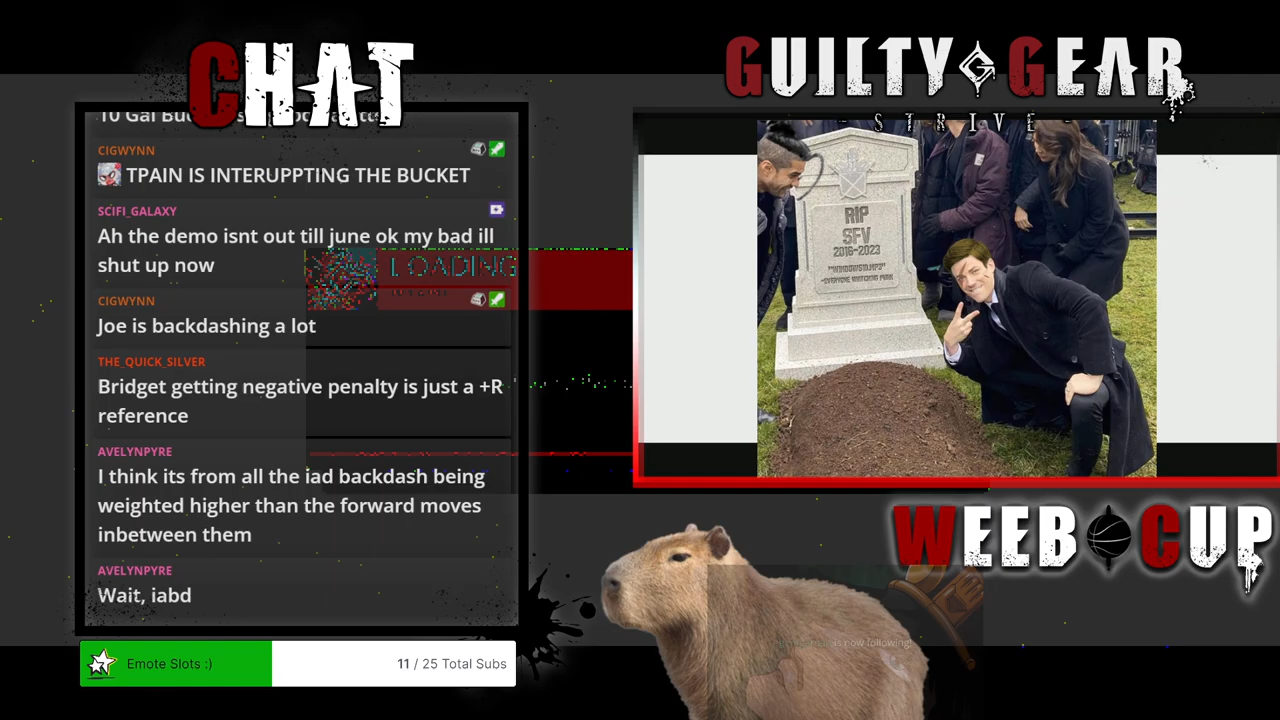 CHAT
GUILTY GEAR
- STRIVE -
CIGWYNN
TPAIN IS INTERUPPTING THE BUCKET
SCIFI_GALAXY
Ah the demo isnt out till june ok my bad ill
shut up now
LOADING
CIGWYNN
Joe is backdashing a lot
THE_QUICK_SILVER
Bridget getting negative penalty is just a +R
reference
AVELYNPYRE
I think its from all the iad backdash being
weighted higher than the forward moves
inbetween them
AVELYNPYRE
Wait, iabd
Emote Slots :)
11 / 25 Total Subs
RIP
SFV
2016-2023
WEEB CUP
is now following!